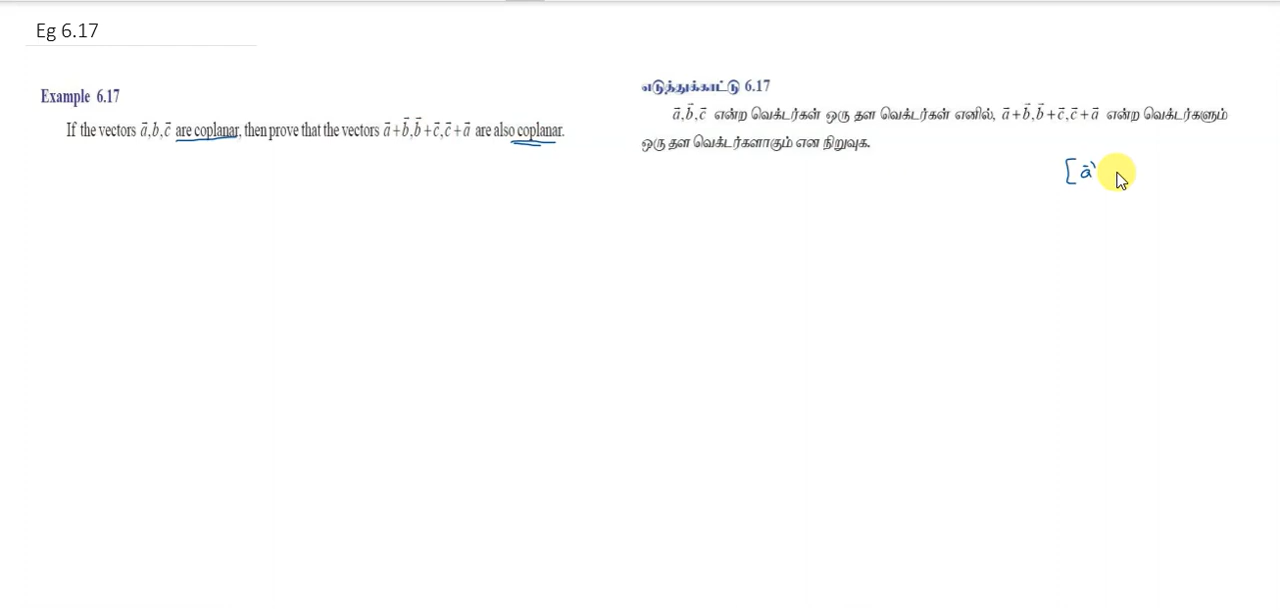 Eg 6.17
Example 6.17
If the vectors a⃗,b,c⃗ are coplanar, then prove that the vectors a⃗+b⃗,b⃗+c⃗,c⃗+a⃗ are also coplanar.
எடுத்துக்காட்டு 6.17
a⃗,b⃗,c⃗ என்ற வெக்டர்கள் ஒரு தள வெக்டர்கள் எனில், a⃗+b⃗,b⃗+c⃗,c⃗+a⃗ என்ற வெக்டர்களும்
ஒரு தள வெக்டர்களாகும் என நிறுவுக.
[a⃗